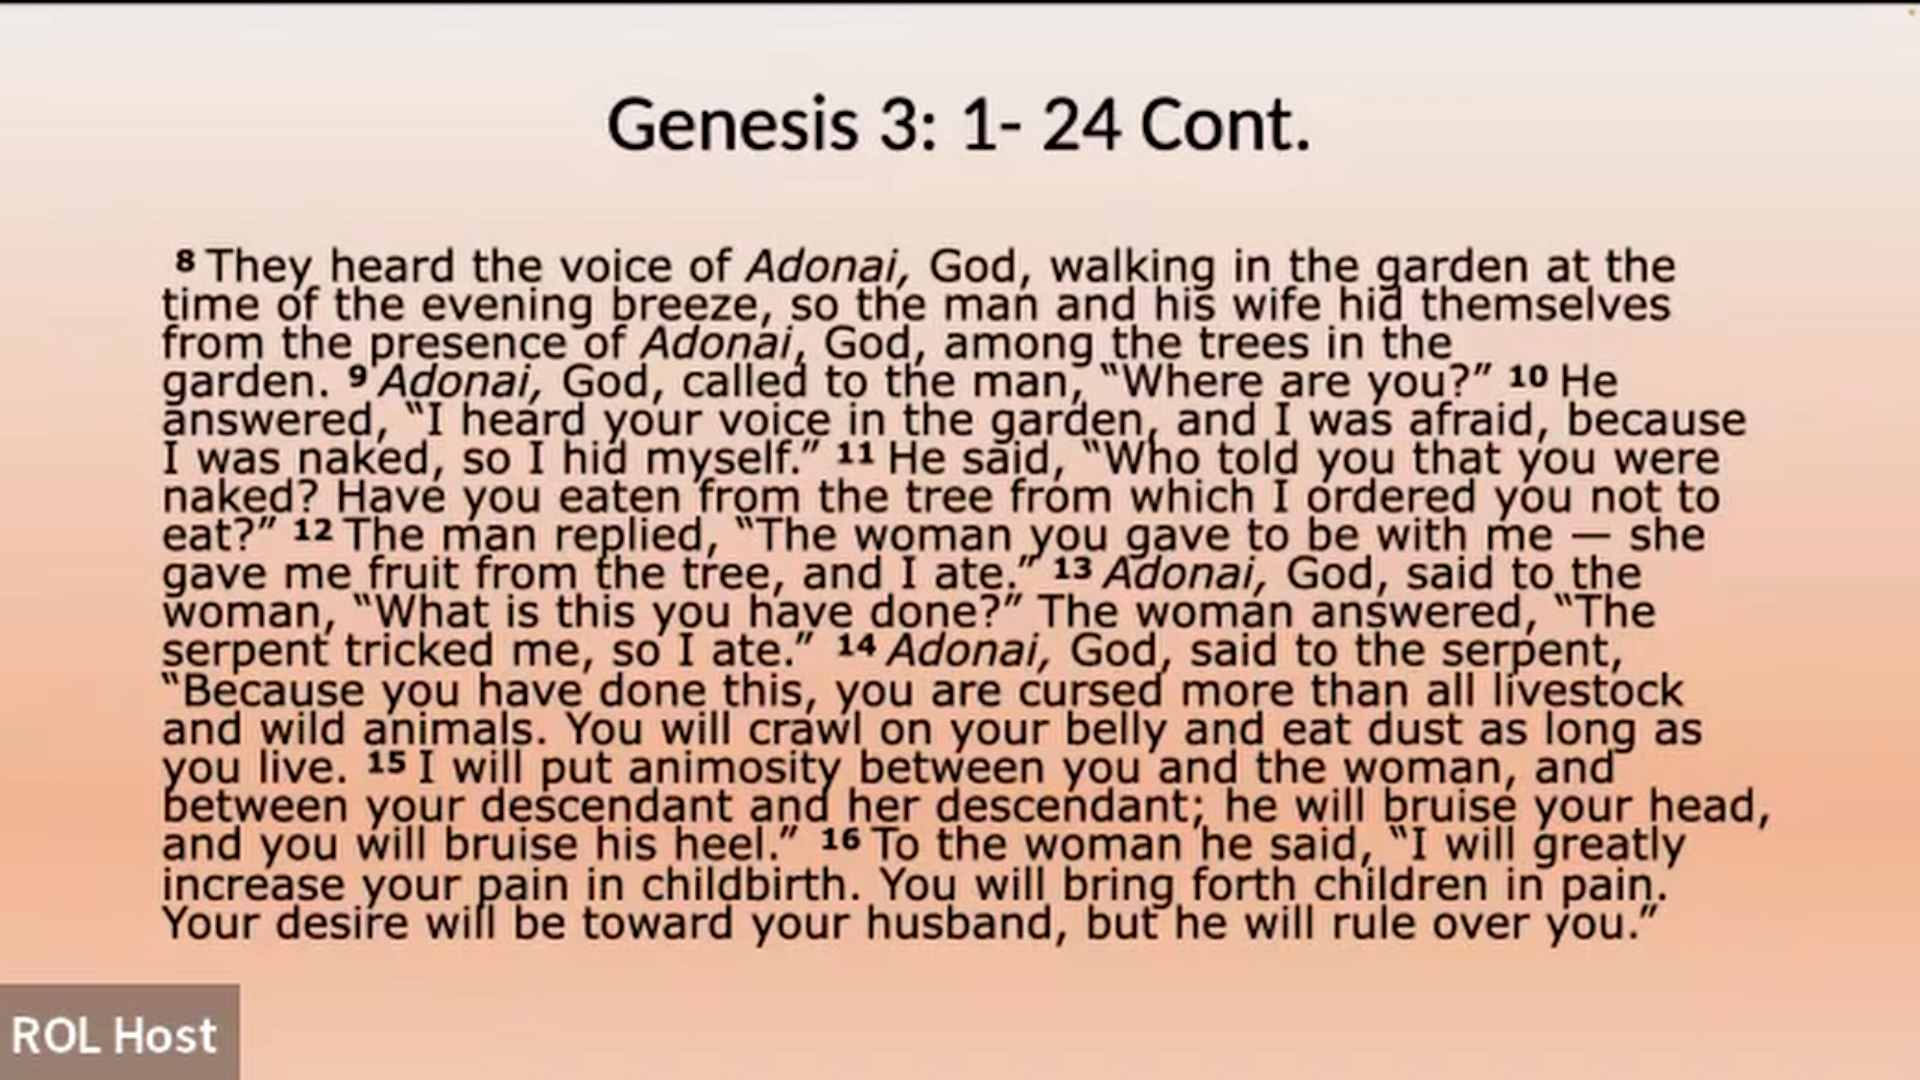 Genesis 3: 1- 24 Cont.
8 They heard the voice of Adonai, God, walking in the garden at the
time of the evening breeze, so the man and his wife hid themselves
from the presence of Adonai, God, among the trees in the
garden. 9 Adonai, God, called to the man, “Where are you?” 10 He
answered, “I heard your voice in the garden, and I was afraid, because
I was naked, so I hid myself.” 11 He said, “Who told you that you were
naked? Have you eaten from the tree from which I ordered you not to
eat?” 12 The man replied, “The woman you gave to be with me — she
gave me fruit from the tree, and I ate.” 13 Adonai, God, said to the
woman, “What is this you have done?” The woman answered, “The
serpent tricked me, so I ate.” 14 Adonai, God, said to the serpent,
“Because you have done this, you are cursed more than all livestock
and wild animals. You will crawl on your belly and eat dust as long as
you live. 15 I will put animosity between you and the woman, and
between your descendant and her descendant; he will bruise your head,
and you will bruise his heel.” 16 To the woman he said, “I will greatly
increase your pain in childbirth. You will bring forth children in pain.
Your desire will be toward your husband, but he will rule over you.”
ROL Host